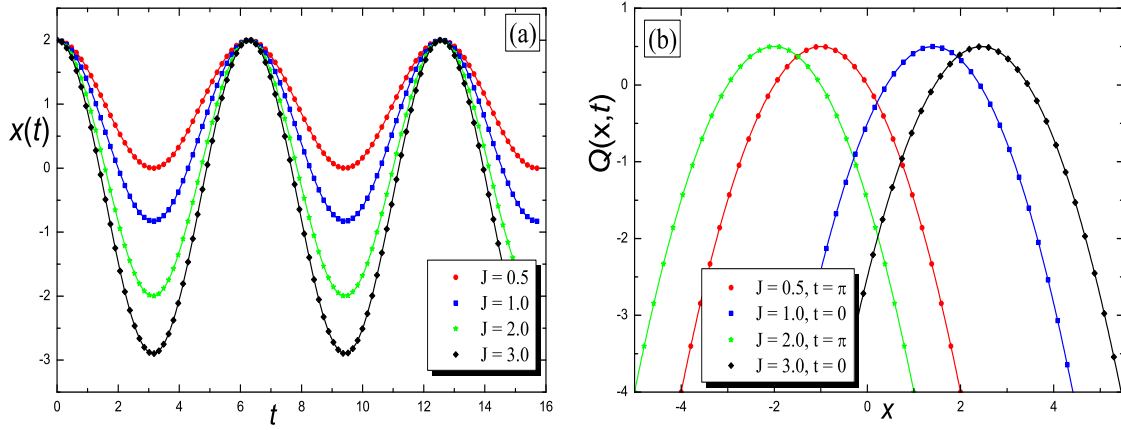 (a)
x(t)
2
1
0
-1
-2
-3
0 2 4 6 8 10 12 14 16
t
J = 0.5
J = 1.0
J = 2.0
J = 3.0
(b)
Q(x,t)
1
0
-1
-2
-3
-4
-4 -2 0 2 4
x
J = 0.5, t = π
J = 1.0, t=0
J = 2.0, t = π
J = 3.0, t=0